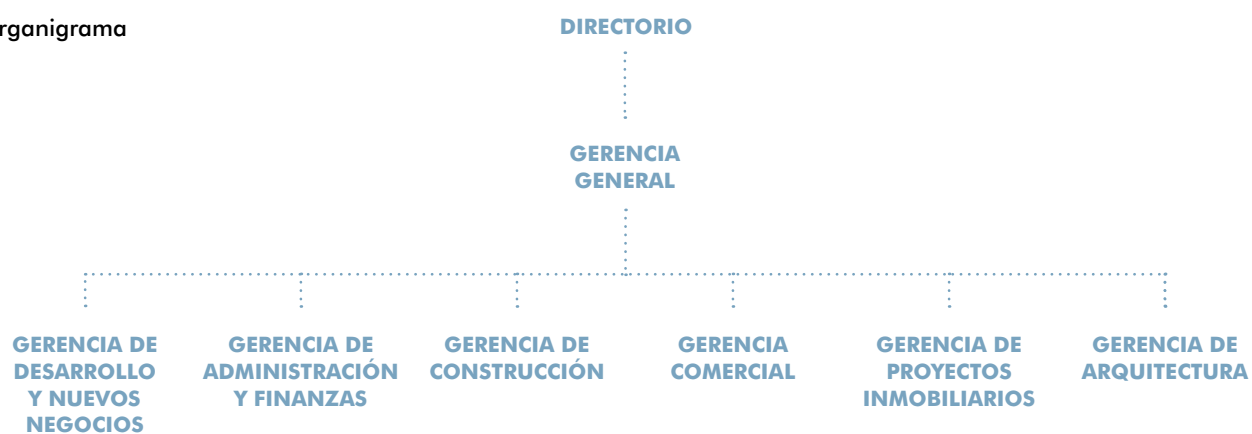 rganigrama
DIRECTORIO
GERENCIA
GENERAL
GERENCIA DE
DESARROLLO
Y NUEVOS
NEGOCIOS
GERENCIA DE
ADMINISTRACIÓN
Y FINANZAS
GERENCIA DE
CONSTRUCCIÓN
GERENCIA
COMERCIAL
GERENCIA DE
PROYECTOS
INMOBILIARIOS
GERENCIA DE
ARQUITECTURA